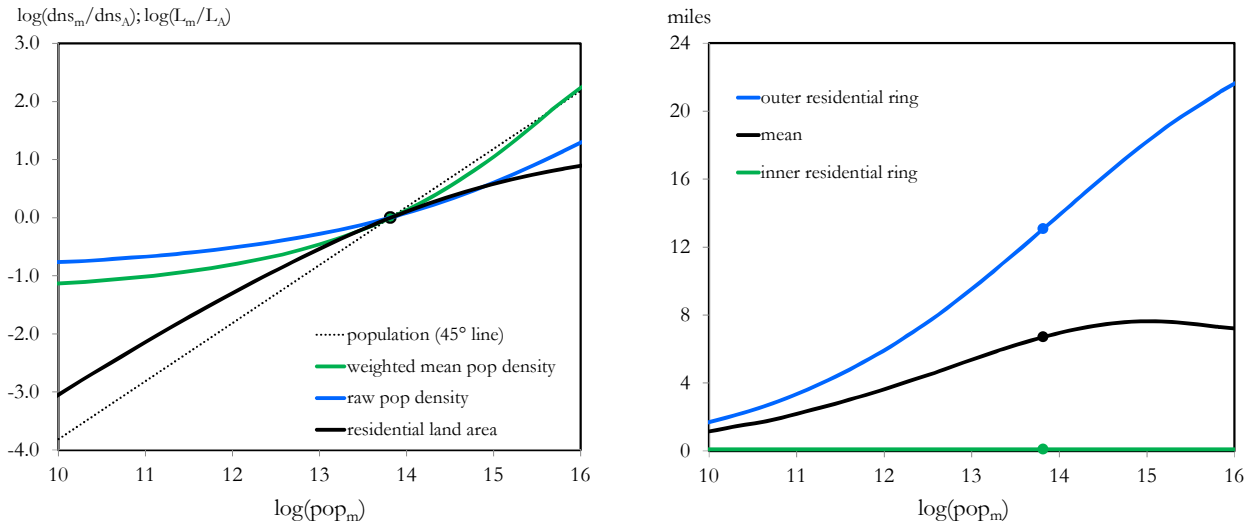 log(dns_m/dns_A); log(L_m/L_A)
3.0
2.0
1.0
0.0
-1.0
-2.0
-3.0
-4.0
population (45° line)
weighted mean pop density
raw pop density
residential land area
10 11 12 13 14 15 16
log(pop_m)
miles
24
20
16
12
8
4
0
outer residential ring
mean
inner residential ring
10 11 12 13 14 15 16
log(pop_m)